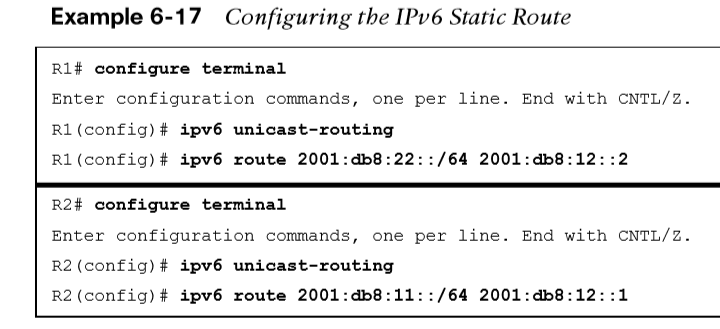 Example 6-17 Configuring the IPv6 Static Route
R1# configure terminal
Enter configuration commands, one per line. End with CNTL/Z.
R1(config)# ipv6 unicast-routing
R1(config)# ipv6 route 2001:db8:22::/64 2001:db8:12::2
R2# configure terminal
Enter configuration commands, one per line. End with CNTL/Z.
R2(config)# ipv6 unicast-routing
R2(config)# ipv6 route 2001:db8:11::/64 2001:db8:12::1